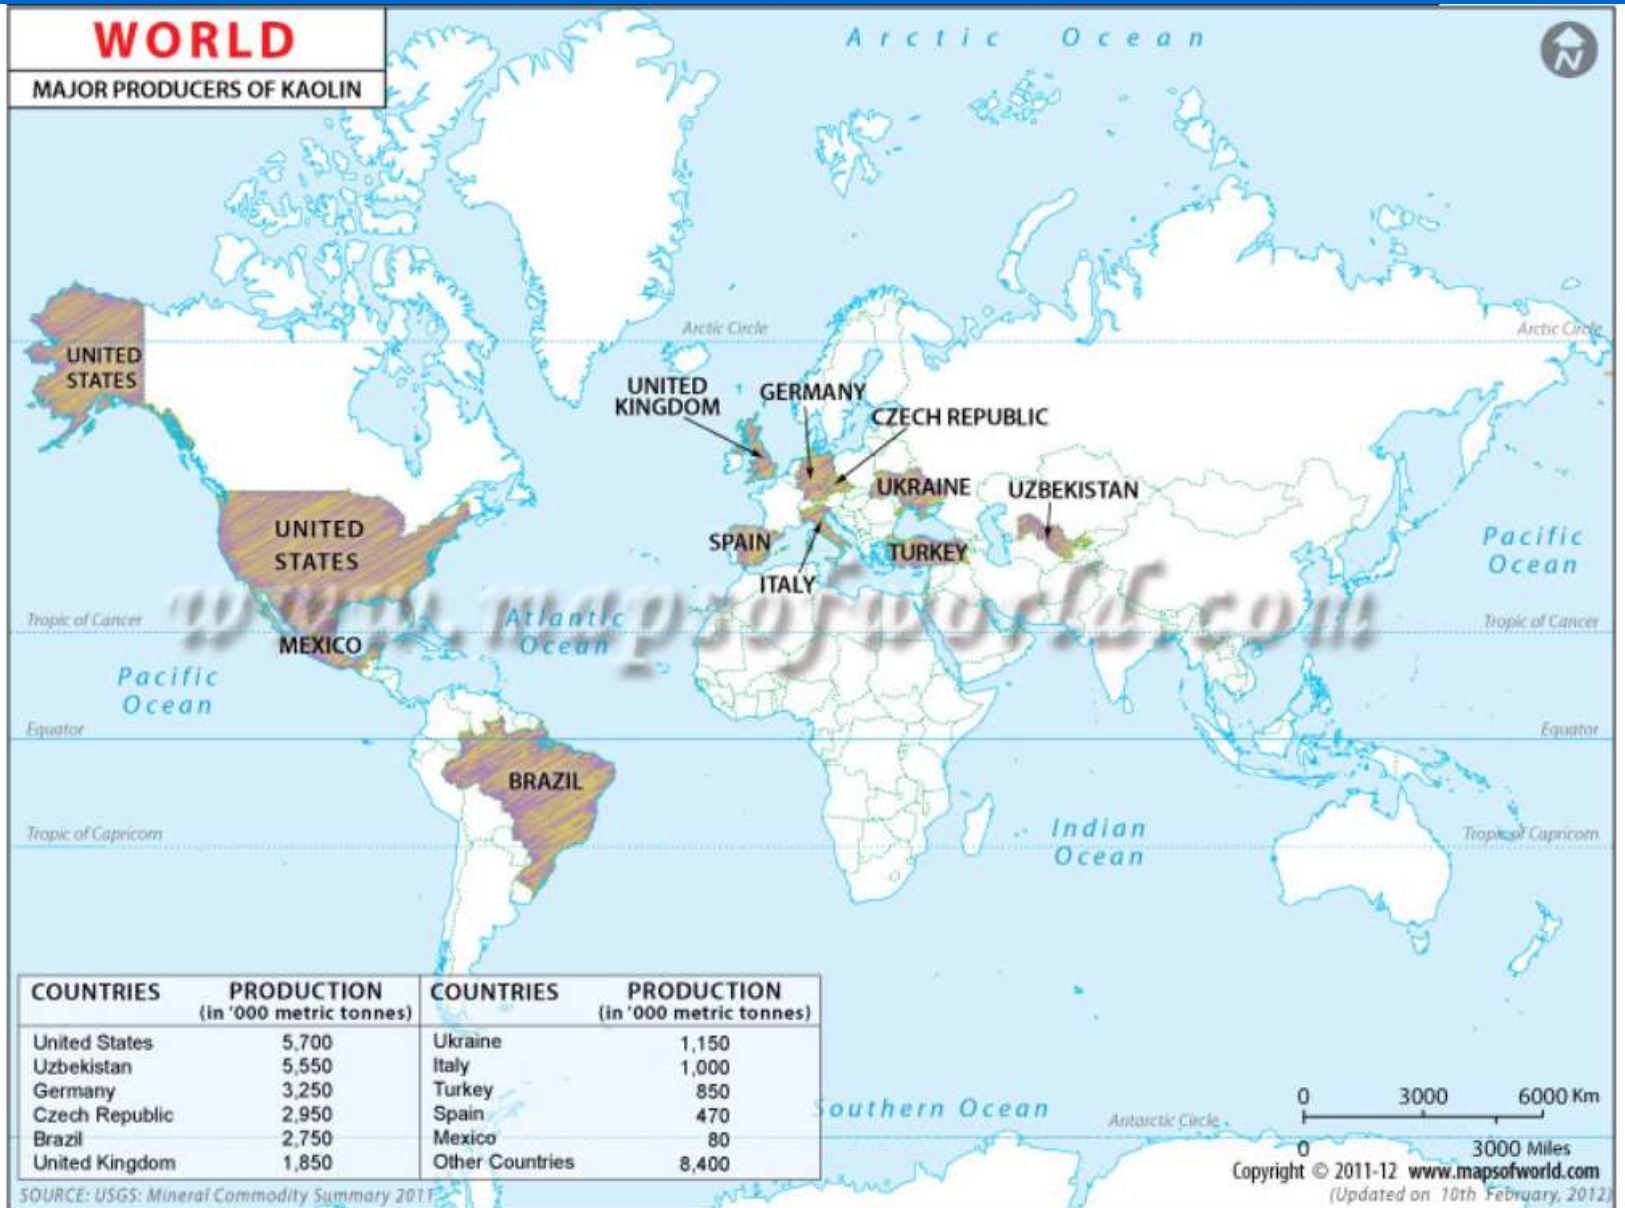 WORLD
MAJOR PRODUCERS OF KAOLIN
Arctic Ocean
N
Arctic Circle
Arctic Circle
UNITED
STATES
UNITED
KINGDOM
GERMANY
CZECH REPUBLIC
UKRAINE
UZBEKISTAN
UNITED
STATES
SPAIN
TURKEY
ITALY
Pacific
Ocean
www.mapsofworld.com
Tropic of Cancer
Atlantic
Ocean
Tropic of Cancer
MEXICO
Pacific
Ocean
Equator
Equator
BRAZIL
Tropic of Capricorn
Indian
Ocean
Tropic of Capricorn
COUNTRIES PRODUCTION COUNTRIES PRODUCTION
(in '000 metric tonnes) (in '000 metric tonnes)
United States 5,700 Ukraine 1,150
Uzbekistan 5,550 Italy 1,000
Germany 3,250 Turkey 850
Czech Republic 2,950 Spain 470
Brazil 2,750 Mexico 80
United Kingdom 1,850 Other Countries 8,400
Southern Ocean
Antarctic Circle
0 3000 6000 Km
0 3000 Miles
Copyright © 2011-12 www.mapsofworld.com
(Updated on 10th February, 2012)
SOURCE: USGS: Mineral Commodity Summary 2011